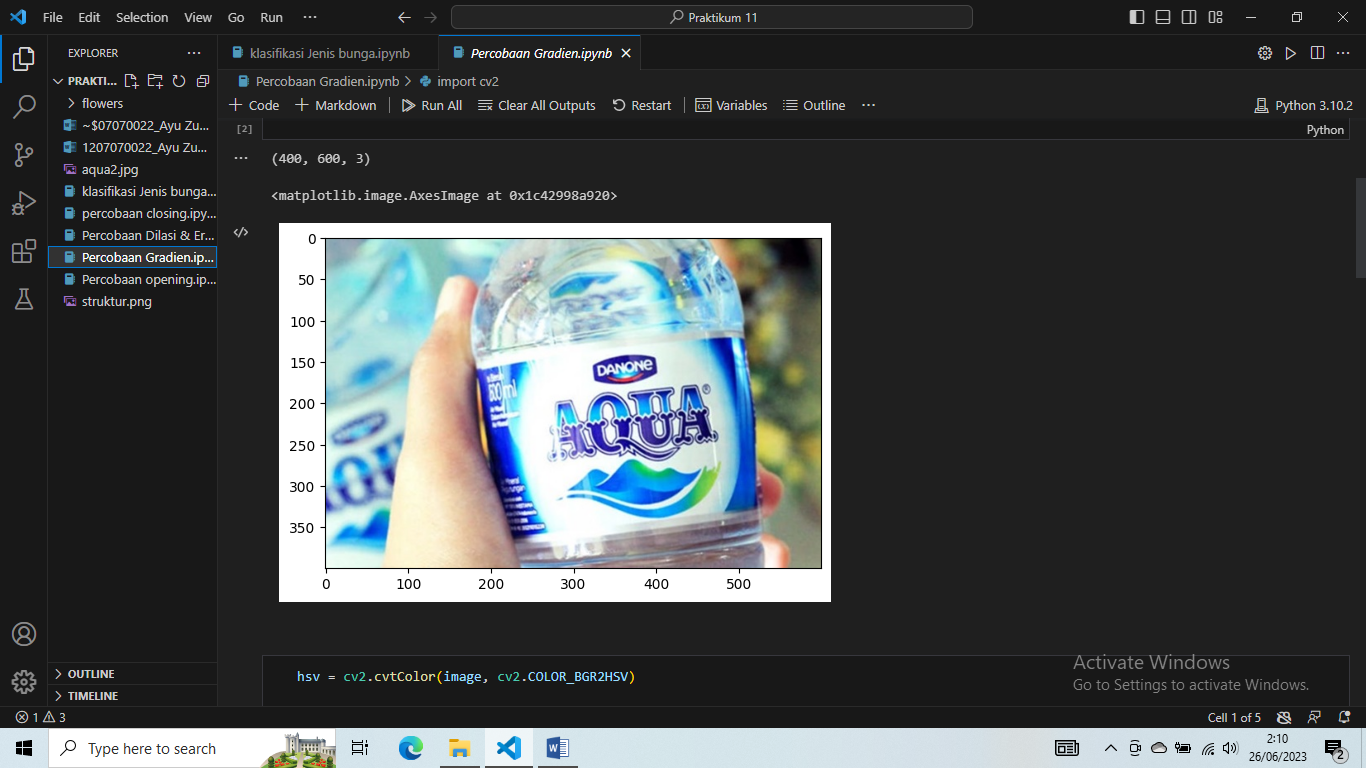 File Edit Selection View Go Run ··· Praktikum 11
EXPLORER ···
PRAKTI...
flowers
~$07070022_Ayu Zu...
1207070022_Ayu Zu...
aqua2.jpg
klasifikasi Jenis bunga...
percobaan closing.ipy...
Percobaan Dilasi & Er...
Percobaan Gradien.ip...
Percobaan opening.ip...
struktur.png
OUTLINE
TIMELINE
klasifikasi Jenis bunga.ipynb Percobaan Gradien.ipynb
Percobaan Gradien.ipynb > import cv2
+ Code + Markdown Run All Clear All Outputs Restart Variables Outline ··· Python 3.10.2
[2] Python
(400, 600, 3)
<matplotlib.image.AxesImage at 0x1c42998a920>
0
50
100
150
200
250
300
350
0 100 200 300 400 500
DANONE
AQUA®
600 ml
hsv = cv2.cvtColor(image, cv2.COLOR_BGR2HSV)
Activate Windows
Go to Settings to activate Windows.
1 3 Cell 1 of 5
Type here to search
2:10
26/06/2023
2